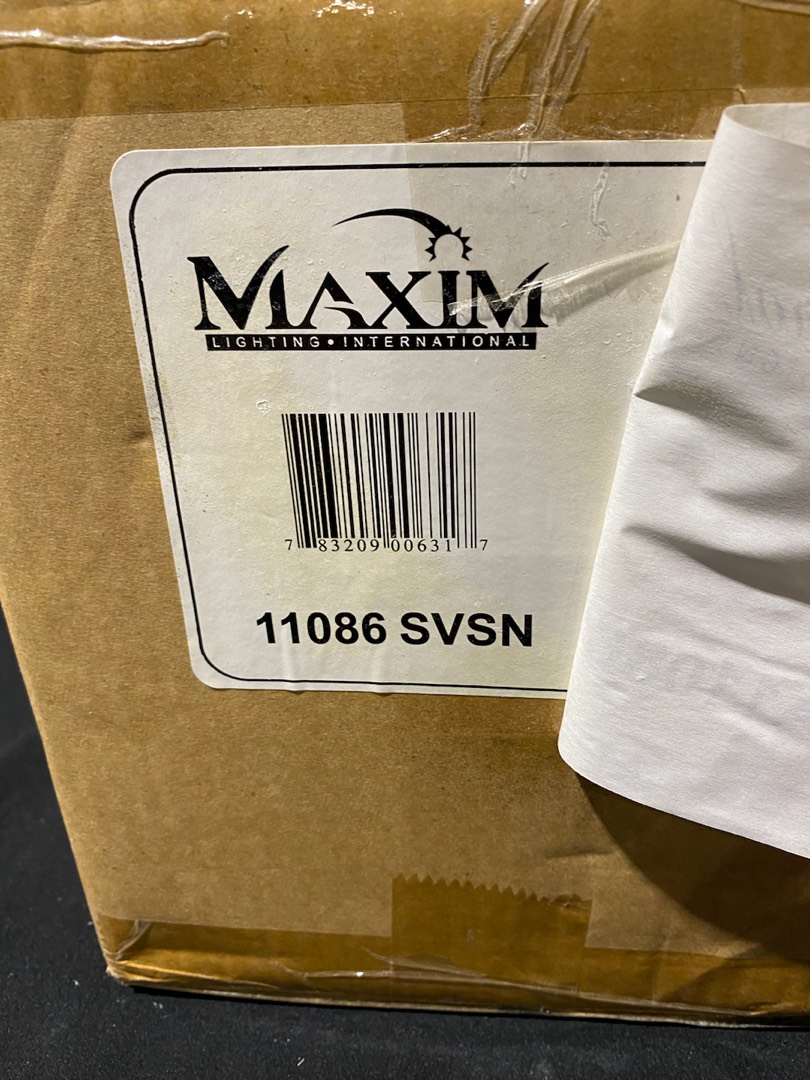 MAXIM
LIGHTING • INTERNATIONAL
7 83209 00631 7
11086 SVSN